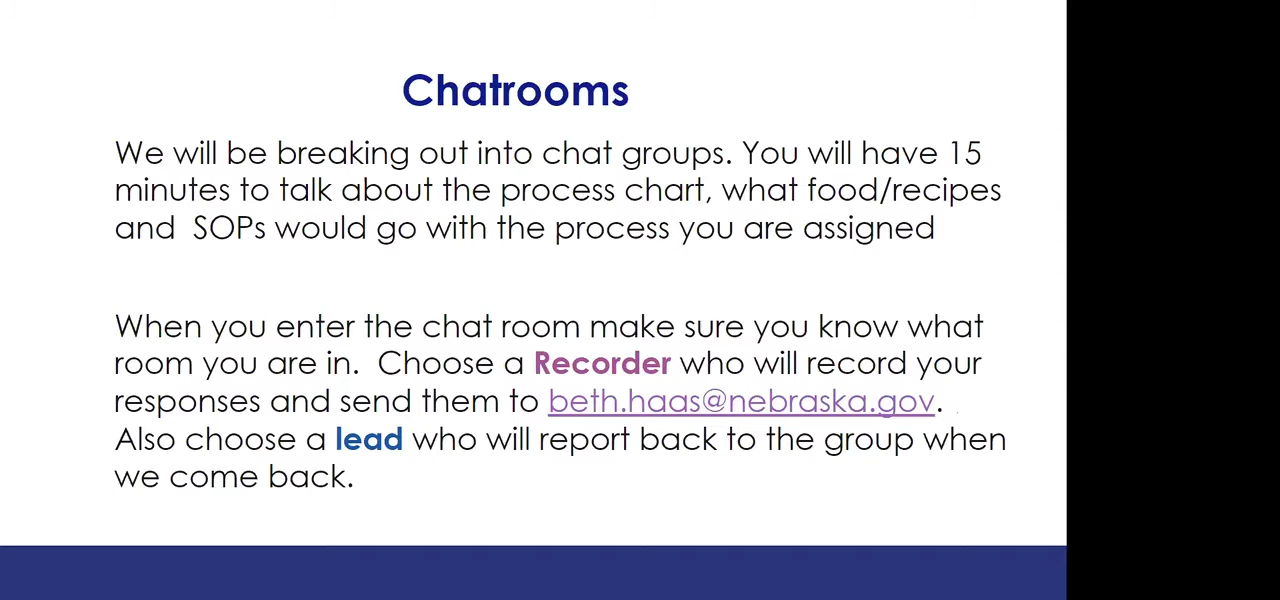 Chatrooms
We will be breaking out into chat groups. You will have 15
minutes to talk about the process chart, what food/recipes
and  SOPs would go with the process you are assigned
When you enter the chat room make sure you know what
room you are in.  Choose a Recorder who will record your
responses and send them to beth.haas@nebraska.gov.
Also choose a lead who will report back to the group when
we come back.